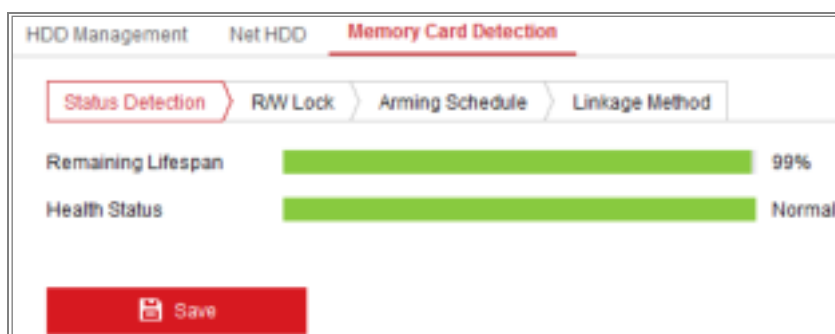 HDD Management Net HDD Memory Card Detection
Status Detection R/W Lock Arming Schedule Linkage Method
Remaining Lifespan 99%
Health Status Normal
Save